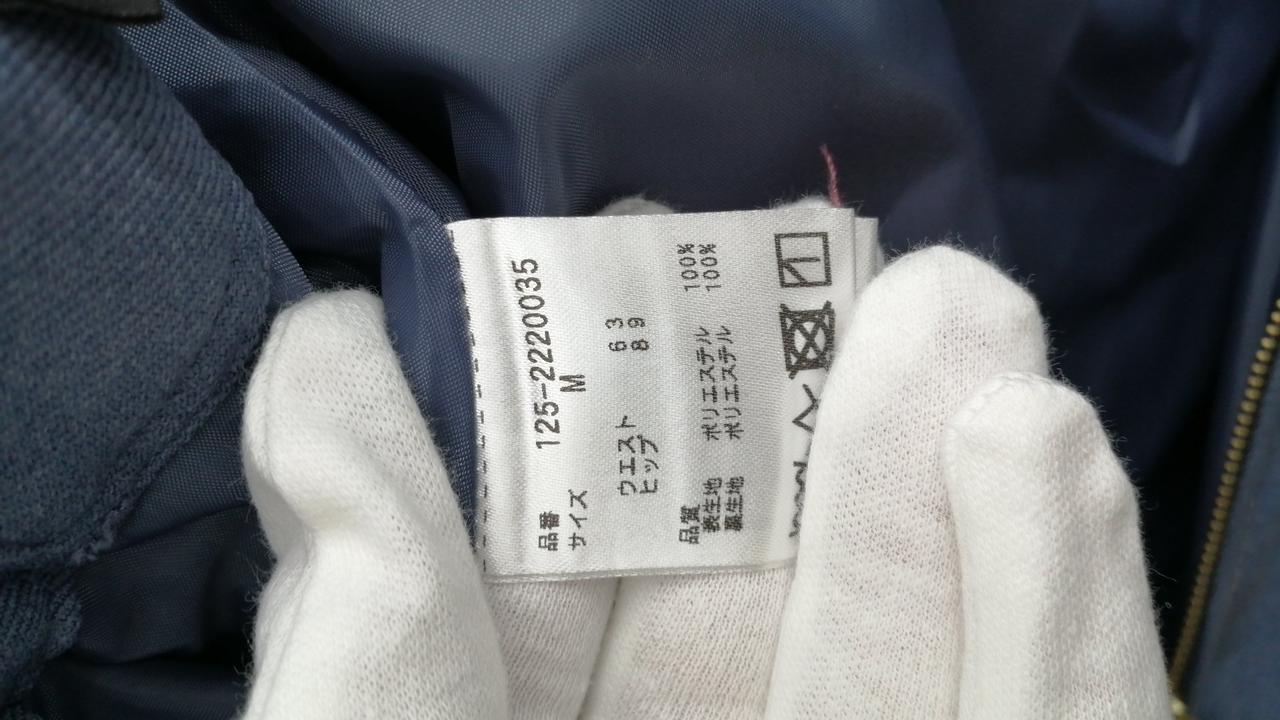 品番 125-2220035
サイズ M
ウエスト 63
ヒップ 89
品質
表生地 ポリエステル 100%
裏生地 ポリエステル 100%